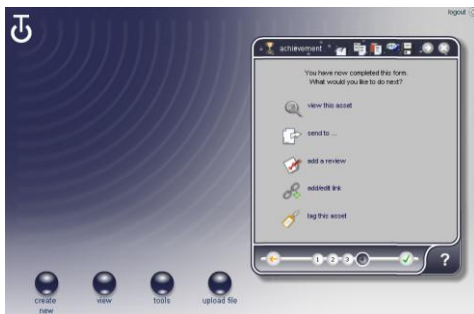 logout
achievement
You have now completed this form.
What would you like to do next?
view this asset
send to ...
add a review
add/edit link
tag this asset
1 2 3
?
create new
view
tools
upload file